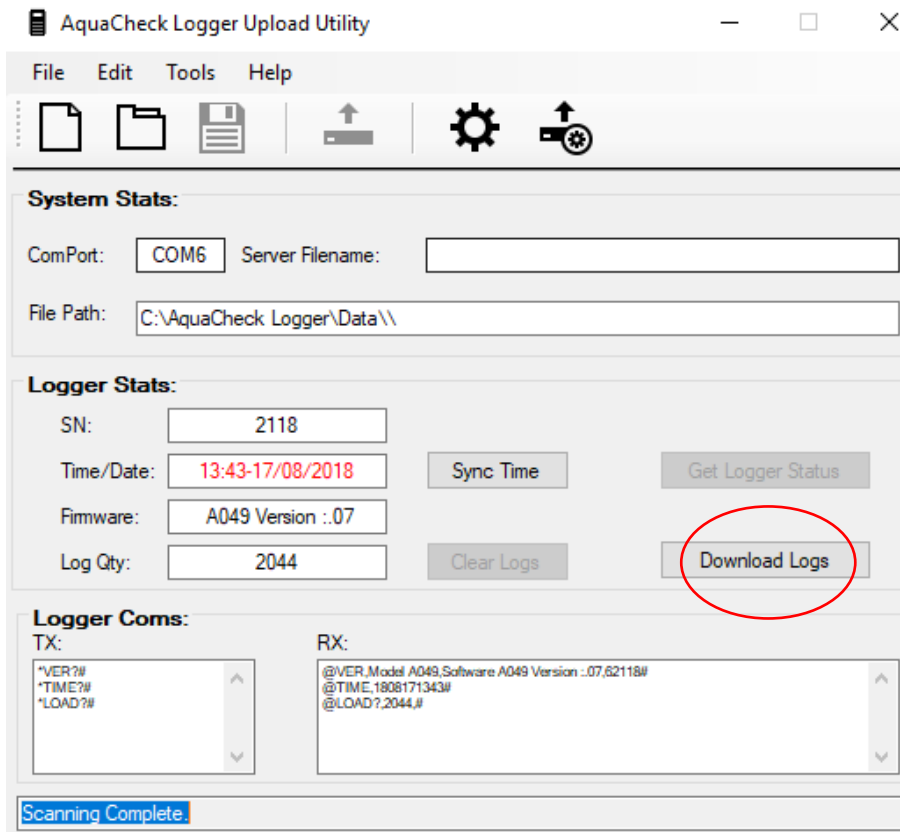 AquaCheck Logger Upload Utility
File Edit Tools Help
System Stats:
ComPort: COM6 Server Filename:
File Path: C:\AquaCheck Logger\Data\\
Logger Stats:
SN: 2118
Time/Date: 13:43-17/08/2018 Sync Time Get Logger Status
Firmware: A049 Version :.07
Log Qty: 2044 Clear Logs Download Logs
Logger Coms:
TX: RX:
*VER?# @VER,Model A049,Software A049 Version :.07,62118#
*TIME?# @TIME,1808171343#
*LOAD?# @LOAD?,2044,#
Scanning Complete.